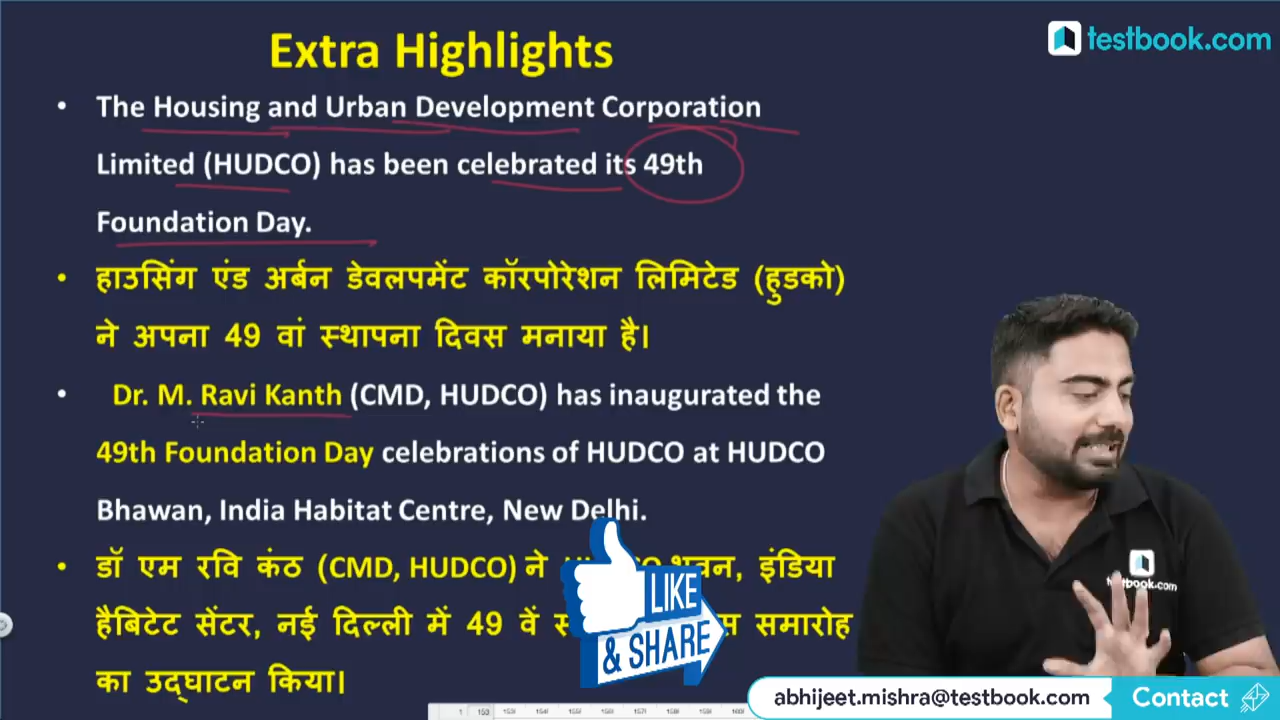 Extra Highlights
testbook.com
• The Housing and Urban Development Corporation
Limited (HUDCO) has been celebrated its 49th
Foundation Day.
• हाउसिंग एंड अर्बन डेवलपमेंट कॉरपोरेशन लिमिटेड (हुडको)
ने अपना 49 वां स्थापना दिवस मनाया है।
• Dr. M. Ravi Kanth (CMD, HUDCO) has inaugurated the
49th Foundation Day celebrations of HUDCO at HUDCO
Bhawan, India Habitat Centre, New Delhi.
• डॉ एम रवि कंठ (CMD, HUDCO) ने भवन, इंडिया
हैबिटेट सेंटर, नई दिल्ली में 49 वें समारोह
का उद्घाटन किया।
LIKE
& SHARE
testbook.com
abhijeet.mishra@testbook.com
Contact